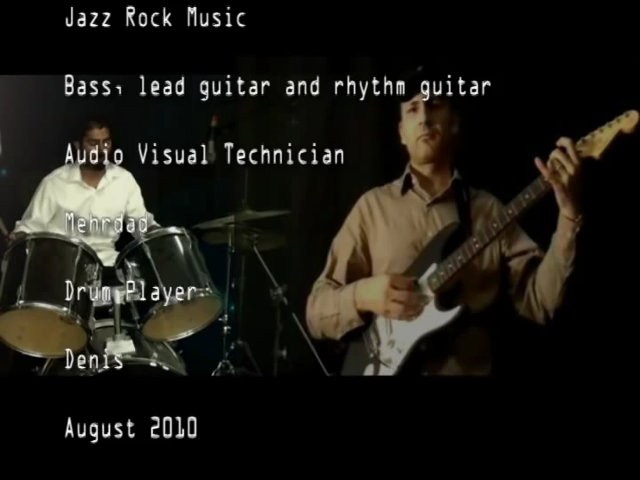 Jazz Rock Music
Bass, lead guitar and rhythm guitar
Audio Visual Technician
Mehrdad
Drum Player
Denis
August 2010